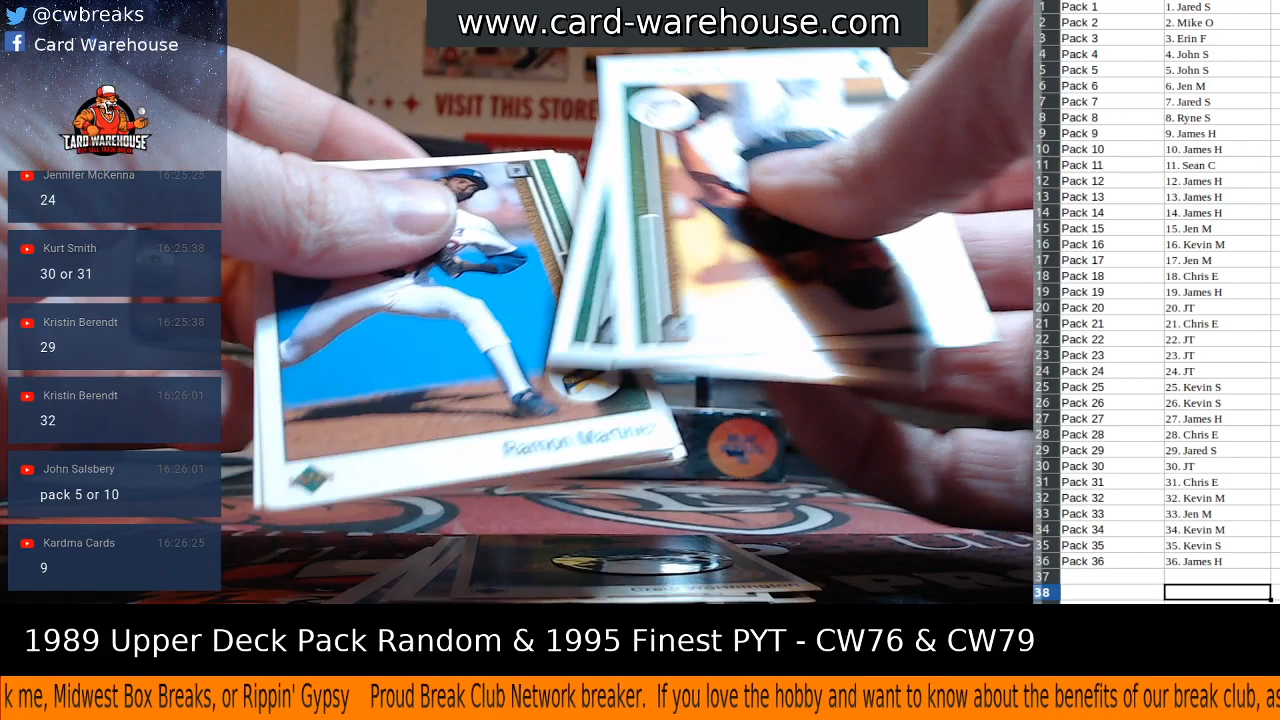 @cwbreaks
Card Warehouse
CARD WAREHOUSE
Jennifer McKenna 16:25:25
24
Kurt Smith 16:25:38
30 or 31
Kristin Berendt 16:25:38
29
Kristin Berendt 16:26:01
32
John Salsbery 16:26:01
pack 5 or 10
Kardma Cards 16:26:25
9
www.card-warehouse.com
VISIT THIS STORE
Ramon Martinez
Craig Worthington
1 Pack 1 1. Jared S
2 Pack 2 2. Mike O
3 Pack 3 3. Erin F
4 Pack 4 4. John S
5 Pack 5 5. John S
6 Pack 6 6. Jen M
7 Pack 7 7. Jared S
8 Pack 8 8. Ryne S
9 Pack 9 9. James H
10 Pack 10 10. James H
11 Pack 11 11. Sean C
12 Pack 12 12. James H
13 Pack 13 13. James H
14 Pack 14 14. James H
15 Pack 15 15. Jen M
16 Pack 16 16. Kevin M
17 Pack 17 17. Jen M
18 Pack 18 18. Chris E
19 Pack 19 19. James H
20 Pack 20 20. JT
21 Pack 21 21. Chris E
22 Pack 22 22. JT
23 Pack 23 23. JT
24 Pack 24 24. JT
25 Pack 25 25. Kevin S
26 Pack 26 26. Kevin S
27 Pack 27 27. James H
28 Pack 28 28. Chris E
29 Pack 29 29. Jared S
30 Pack 30 30. JT
31 Pack 31 31. Chris E
32 Pack 32 32. Kevin M
33 Pack 33 33. Jen M
34 Pack 34 34. Kevin M
35 Pack 35 35. Kevin S
36 Pack 36 36. James H
37
38
1989 Upper Deck Pack Random & 1995 Finest PYT - CW76 & CW79
k me, Midwest Box Breaks, or Rippin' Gypsy Proud Break Club Network breaker. If you love the hobby and want to know about the benefits of our break club, as